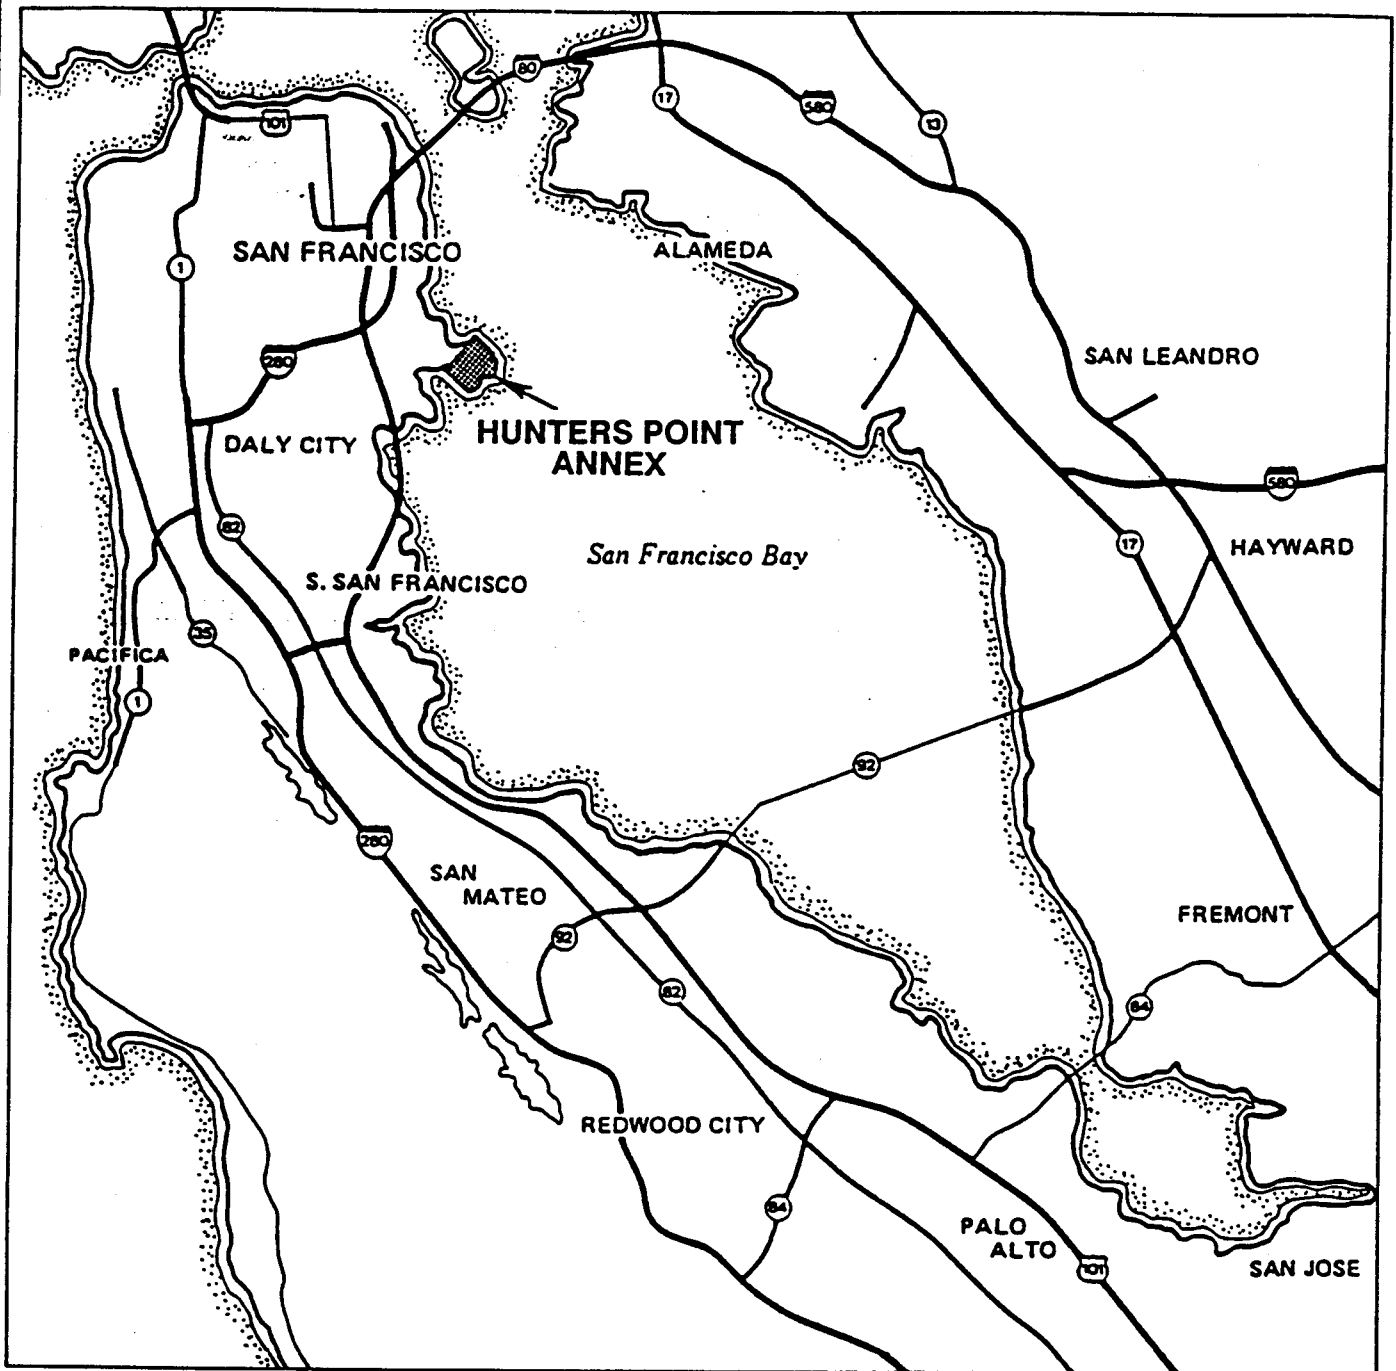 80
17
580
13
101
SAN FRANCISCO
ALAMEDA
1
280
SAN LEANDRO
HUNTERS POINT
ANNEX
DALY CITY
580
82
17
HAYWARD
San Francisco Bay
S. SAN FRANCISCO
35
PACIFICA
1
92
280
SAN
MATEO
FREMONT
92
82
84
REDWOOD CITY
84
PALO
ALTO
101
SAN JOSE